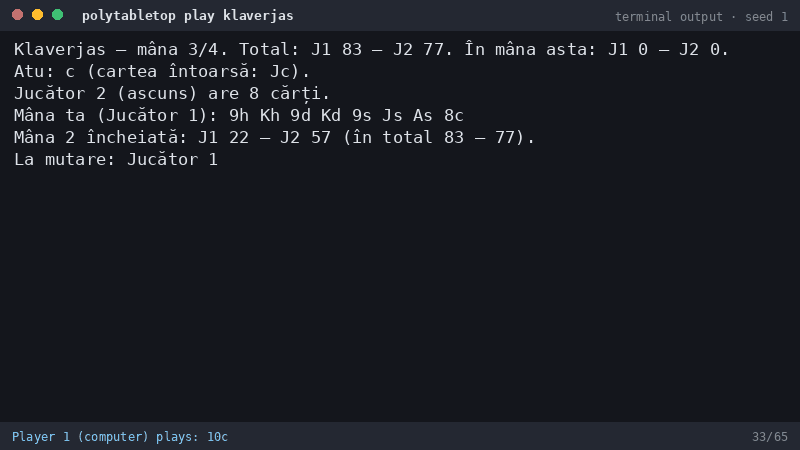 polytabletop play klaverjas
terminal output · seed 1
Klaverjas — mâna 3/4. Total: J1 83 — J2 77. În mâna asta: J1 0 — J2 0.
Atu: c (cartea întoarsă: Jc).
Jucător 2 (ascuns) are 8 cărți.
Mâna ta (Jucător 1): 9h Kh 9d Kd 9s Js As 8c
Mâna 2 încheiată: J1 22 — J2 57 (în total 83 — 77).
La mutare: Jucător 1
Player 1 (computer) plays: 10c
33/65